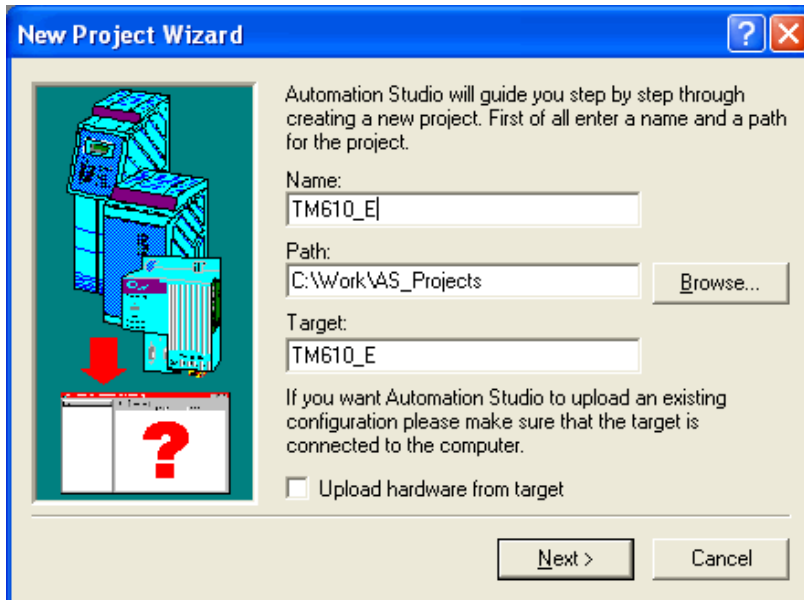 New Project Wizard
Automation Studio will guide you step by step through
creating a new project. First of all enter a name and a path
for the project.
Name:
TM610_E
Path:
C:\Work\AS_Projects
Browse...
Target:
TM610_E
If you want Automation Studio to upload an existing
configuration please make sure that the target is
connected to the computer.
?
Upload hardware from target
Next >
Cancel